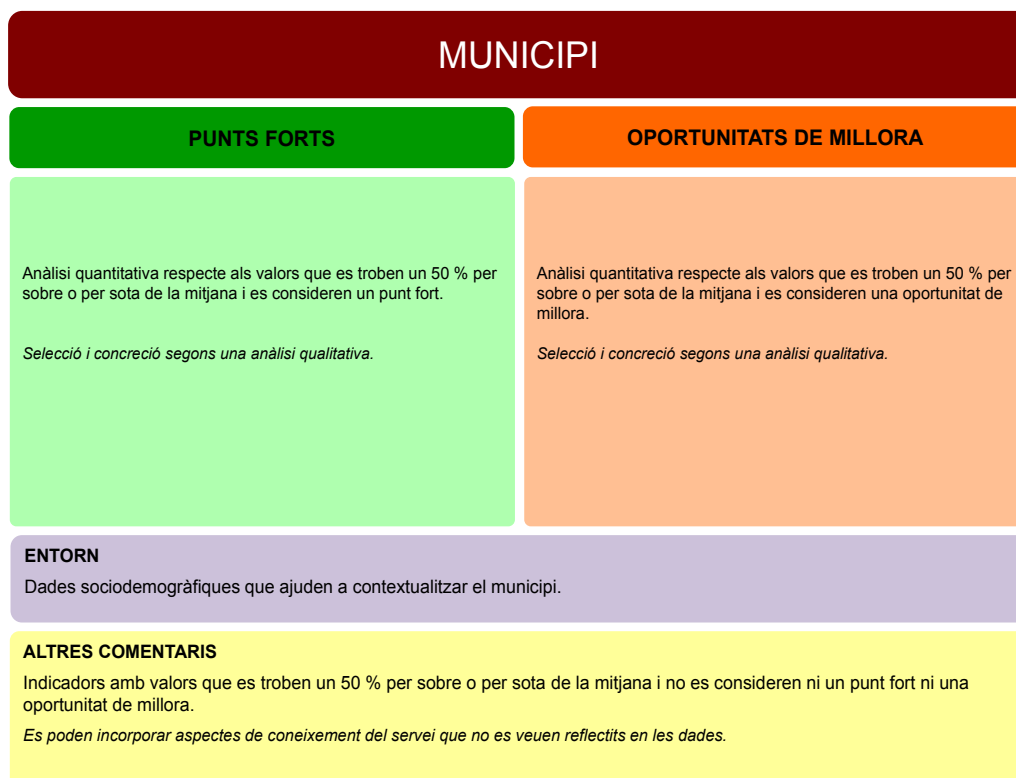 MUNICIPI
PUNTS FORTS
OPORTUNITATS DE MILLORA
Anàlisi quantitativa respecte als valors que es troben un 50 % per
sobre o per sota de la mitjana i es consideren un punt fort.
Selecció i concreció segons una anàlisi qualitativa.
Anàlisi quantitativa respecte als valors que es troben un 50 % per
sobre o per sota de la mitjana i es consideren una oportunitat de
millora.
Selecció i concreció segons una anàlisi qualitativa.
ENTORN
Dades sociodemogràfiques que ajuden a contextualitzar el municipi.
ALTRES COMENTARIS
Indicadors amb valors que es troben un 50 % per sobre o per sota de la mitjana i no es consideren ni un punt fort ni una
oportunitat de millora.
Es poden incorporar aspectes de coneixement del servei que no es veuen reflectits en les dades.